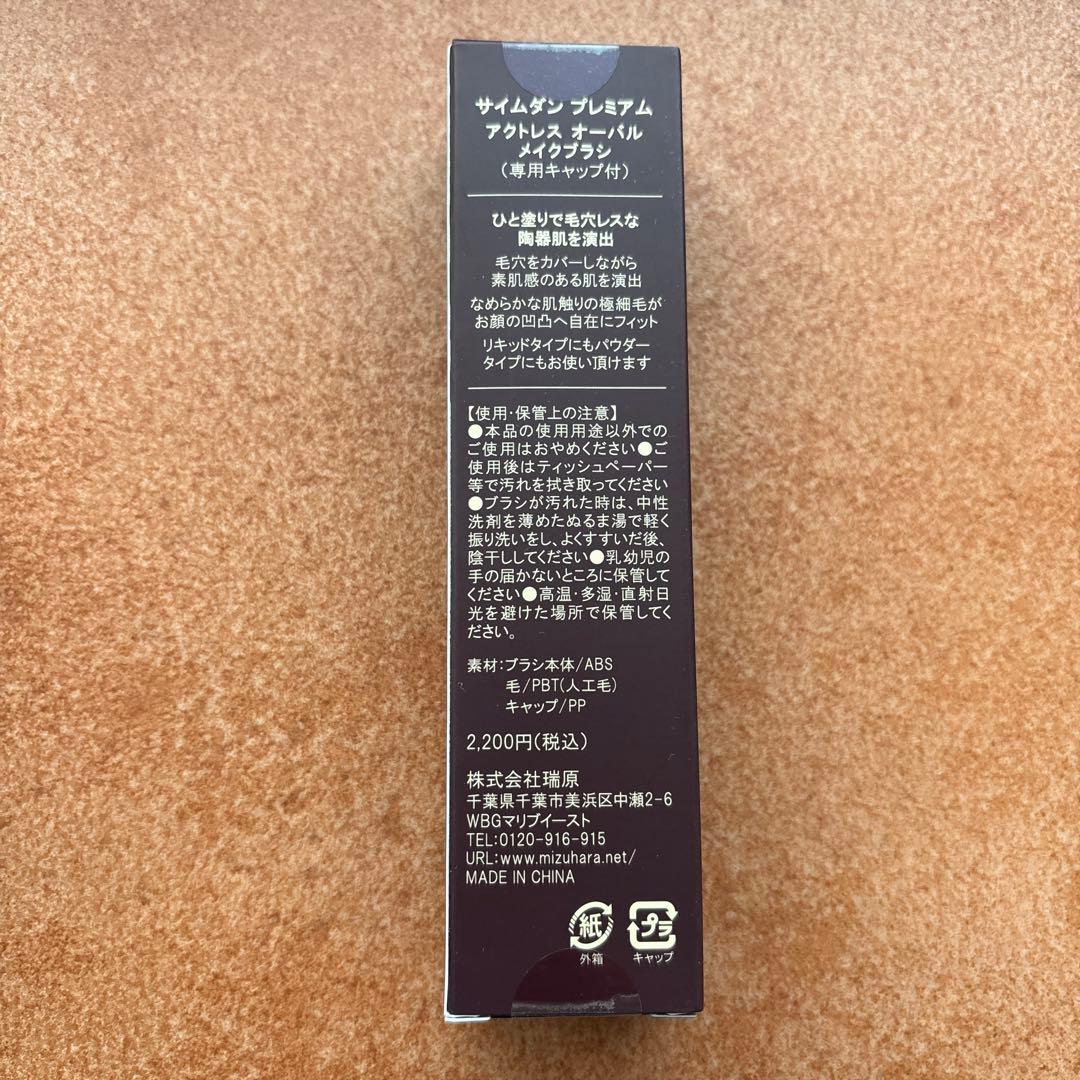 サイムダン プレミアム
アクトレス オーバル
メイクブラシ
（専用キャップ付）
ひと塗りで毛穴レスな
陶器肌を演出
毛穴をカバーしながら
素肌感のある肌を演出
なめらかな肌触りの極細毛が
お顔の凹凸へ自在にフィット
リキッドタイプにもパウダー
タイプにもお使い頂けます
【使用・保管上の注意】
●本品の使用用途以外での
ご使用はおやめください●ご
使用後はティッシュペーパー
等で汚れを拭き取ってください
●ブラシが汚れた時は、中性
洗剤を薄めたぬるま湯で軽く
振り洗いをし、よくすすいだ後、
陰干ししてください●乳幼児の
手の届かないところに保管して
ください●高温・多湿・直射日
光を避けた場所で保管してく
ださい。
素材：ブラシ本体/ABS
毛/PBT(人工毛)
キャップ/PP
2,200円(税込)
株式会社瑞原
千葉県千葉市美浜区中瀬2-6
WBGマリブイースト
TEL:0120-916-915
URL:www.mizuhara.net/
MADE IN CHINA
紙 プラ
外箱 キャップ